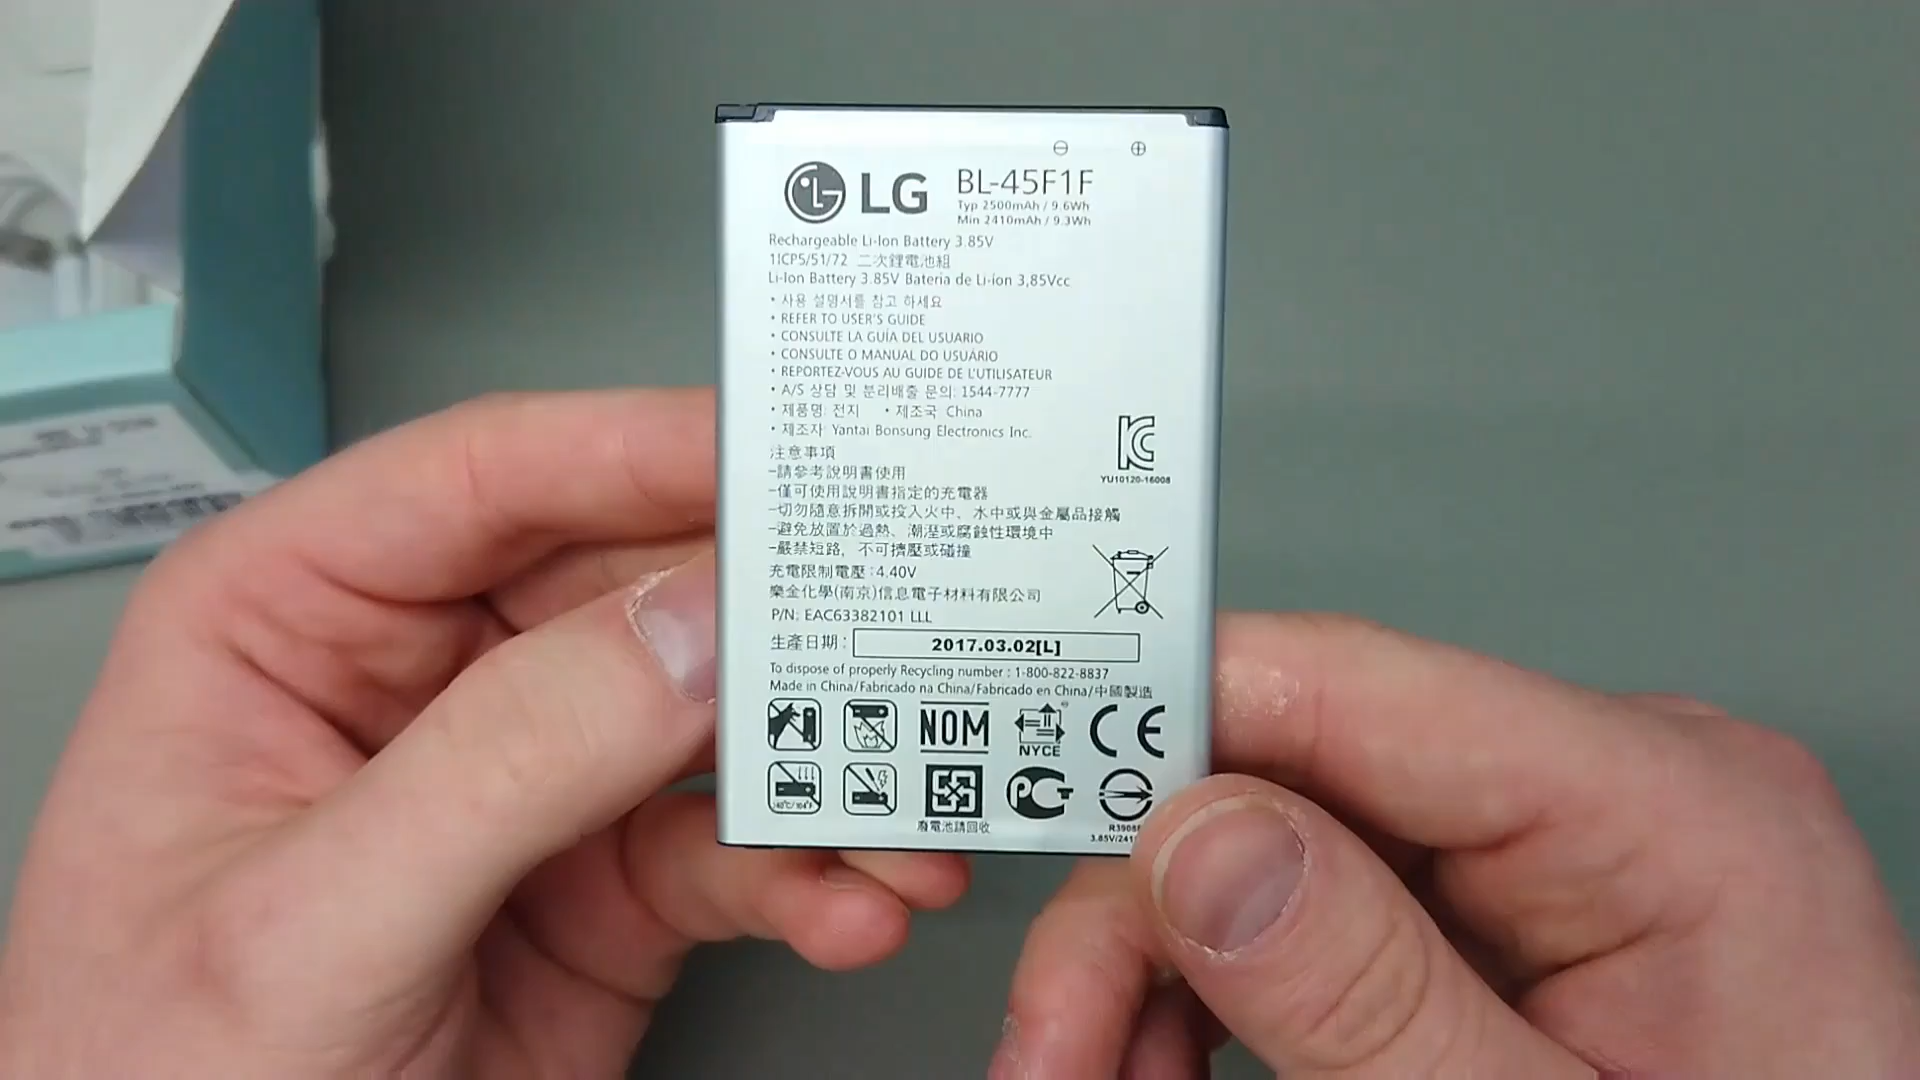 LG BL-45F1F
Typ 2500mAh / 9.6Wh
Min 2410mAh / 9.3Wh
Rechargeable Li-Ion Battery 3.85V
1ICP5/51/72 二次鋰電池組
Li-Ion Battery 3.85V Bateria de Li-íon 3,85Vcc
• 사용 설명서를 참고 하세요
• REFER TO USER'S GUIDE
• CONSULTE LA GUÍA DEL USUARIO
• CONSULTE O MANUAL DO USUÁRIO
• REPORTEZ-VOUS AU GUIDE DE L'UTILISATEUR
• A/S 상담 및 분리배출 문의: 1544-7777
• 제품명: 전지 • 제조국 China
• 제조자: Yantai Bonsung Electronics Inc.
YU10120-16008
注意事項
-請參考說明書使用
-僅可使用說明書指定的充電器
-切勿隨意拆開或投入火中、水中或與金屬品接觸
-避免放置於過熱、潮溼或腐蝕性環境中
-嚴禁短路, 不可擠壓或碰撞
充電限制電壓:4.40V
樂金化學(南京)信息電子材料有限公司
P/N: EAC63382101 LLL
生產日期: 2017.03.02[L]
To dispose of properly Recycling number : 1-800-822-8837
Made in China/Fabricado na China/Fabricado en China/中國製造
NOM NYCE CE
廢電池請回收